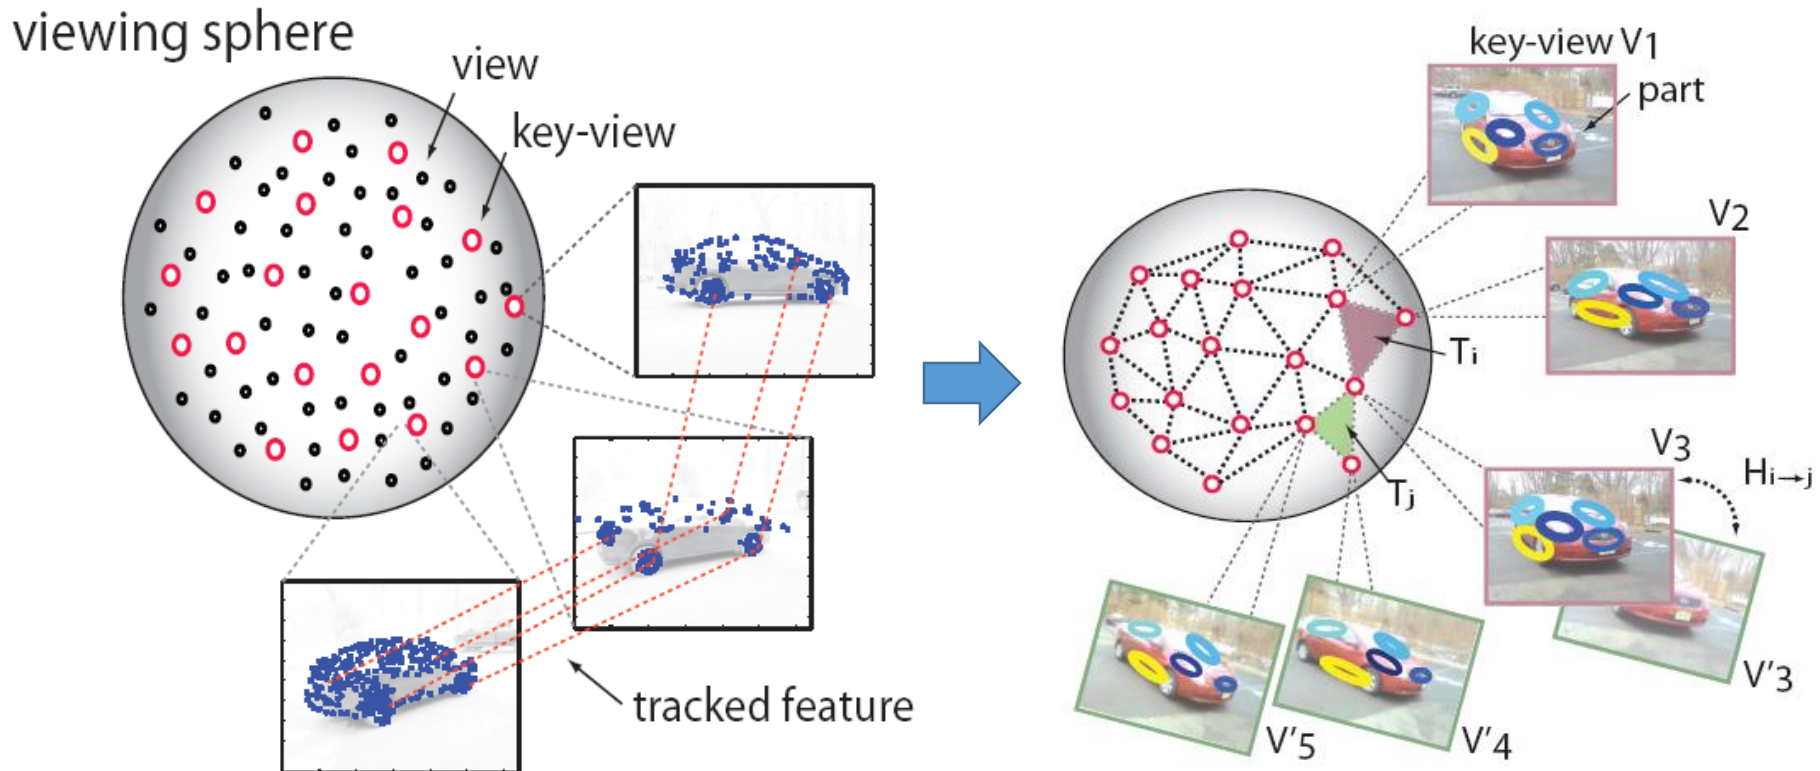 viewing sphere
view
key-view
tracked feature
key-view V1
part
V2
Ti
Tj
V3
Hi→j
V'3
V'4
V'5